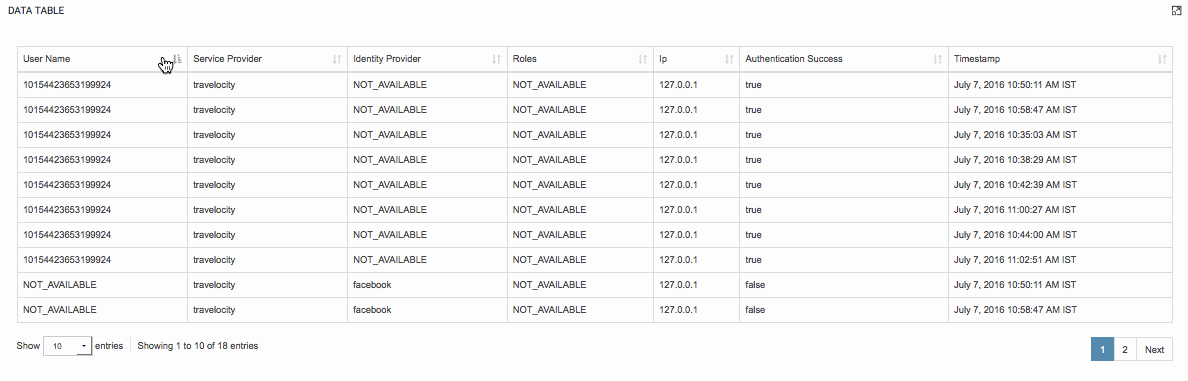 DATA TABLE
User Name Service Provider Identity Provider Roles Ip Authentication Success Timestamp
10154423653199924 travelocity NOT_AVAILABLE NOT_AVAILABLE 127.0.0.1 true July 7, 2016 10:50:11 AM IST
10154423653199924 travelocity NOT_AVAILABLE NOT_AVAILABLE 127.0.0.1 true July 7, 2016 10:58:47 AM IST
10154423653199924 travelocity NOT_AVAILABLE NOT_AVAILABLE 127.0.0.1 true July 7, 2016 10:35:03 AM IST
10154423653199924 travelocity NOT_AVAILABLE NOT_AVAILABLE 127.0.0.1 true July 7, 2016 10:38:29 AM IST
10154423653199924 travelocity NOT_AVAILABLE NOT_AVAILABLE 127.0.0.1 true July 7, 2016 10:42:39 AM IST
10154423653199924 travelocity NOT_AVAILABLE NOT_AVAILABLE 127.0.0.1 true July 7, 2016 11:00:27 AM IST
10154423653199924 travelocity NOT_AVAILABLE NOT_AVAILABLE 127.0.0.1 true July 7, 2016 10:44:00 AM IST
10154423653199924 travelocity NOT_AVAILABLE NOT_AVAILABLE 127.0.0.1 true July 7, 2016 11:02:51 AM IST
NOT_AVAILABLE travelocity facebook NOT_AVAILABLE 127.0.0.1 false July 7, 2016 10:50:11 AM IST
NOT_AVAILABLE travelocity facebook NOT_AVAILABLE 127.0.0.1 false July 7, 2016 10:58:47 AM IST
Show 10 entries Showing 1 to 10 of 18 entries 1 2 Next